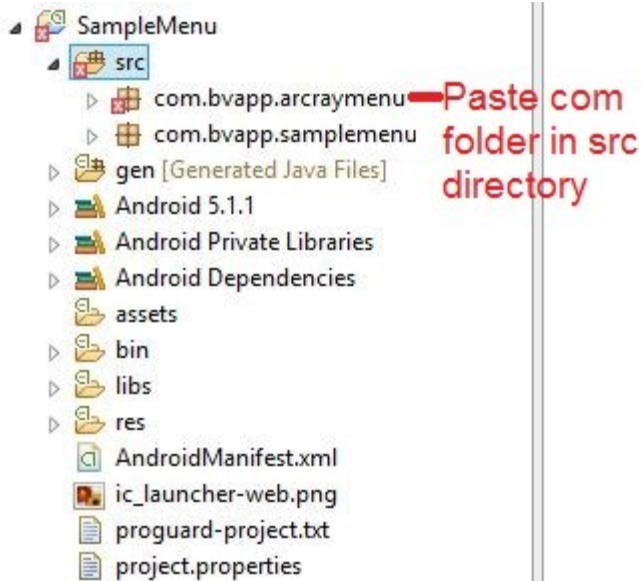 SampleMenu
src
com.bvapp.arcraymenu
com.bvapp.samplemenu
gen [Generated Java Files]
Android 5.1.1
Android Private Libraries
Android Dependencies
assets
bin
libs
res
AndroidManifest.xml
ic_launcher-web.png
proguard-project.txt
project.properties
Paste com
folder in src
directory